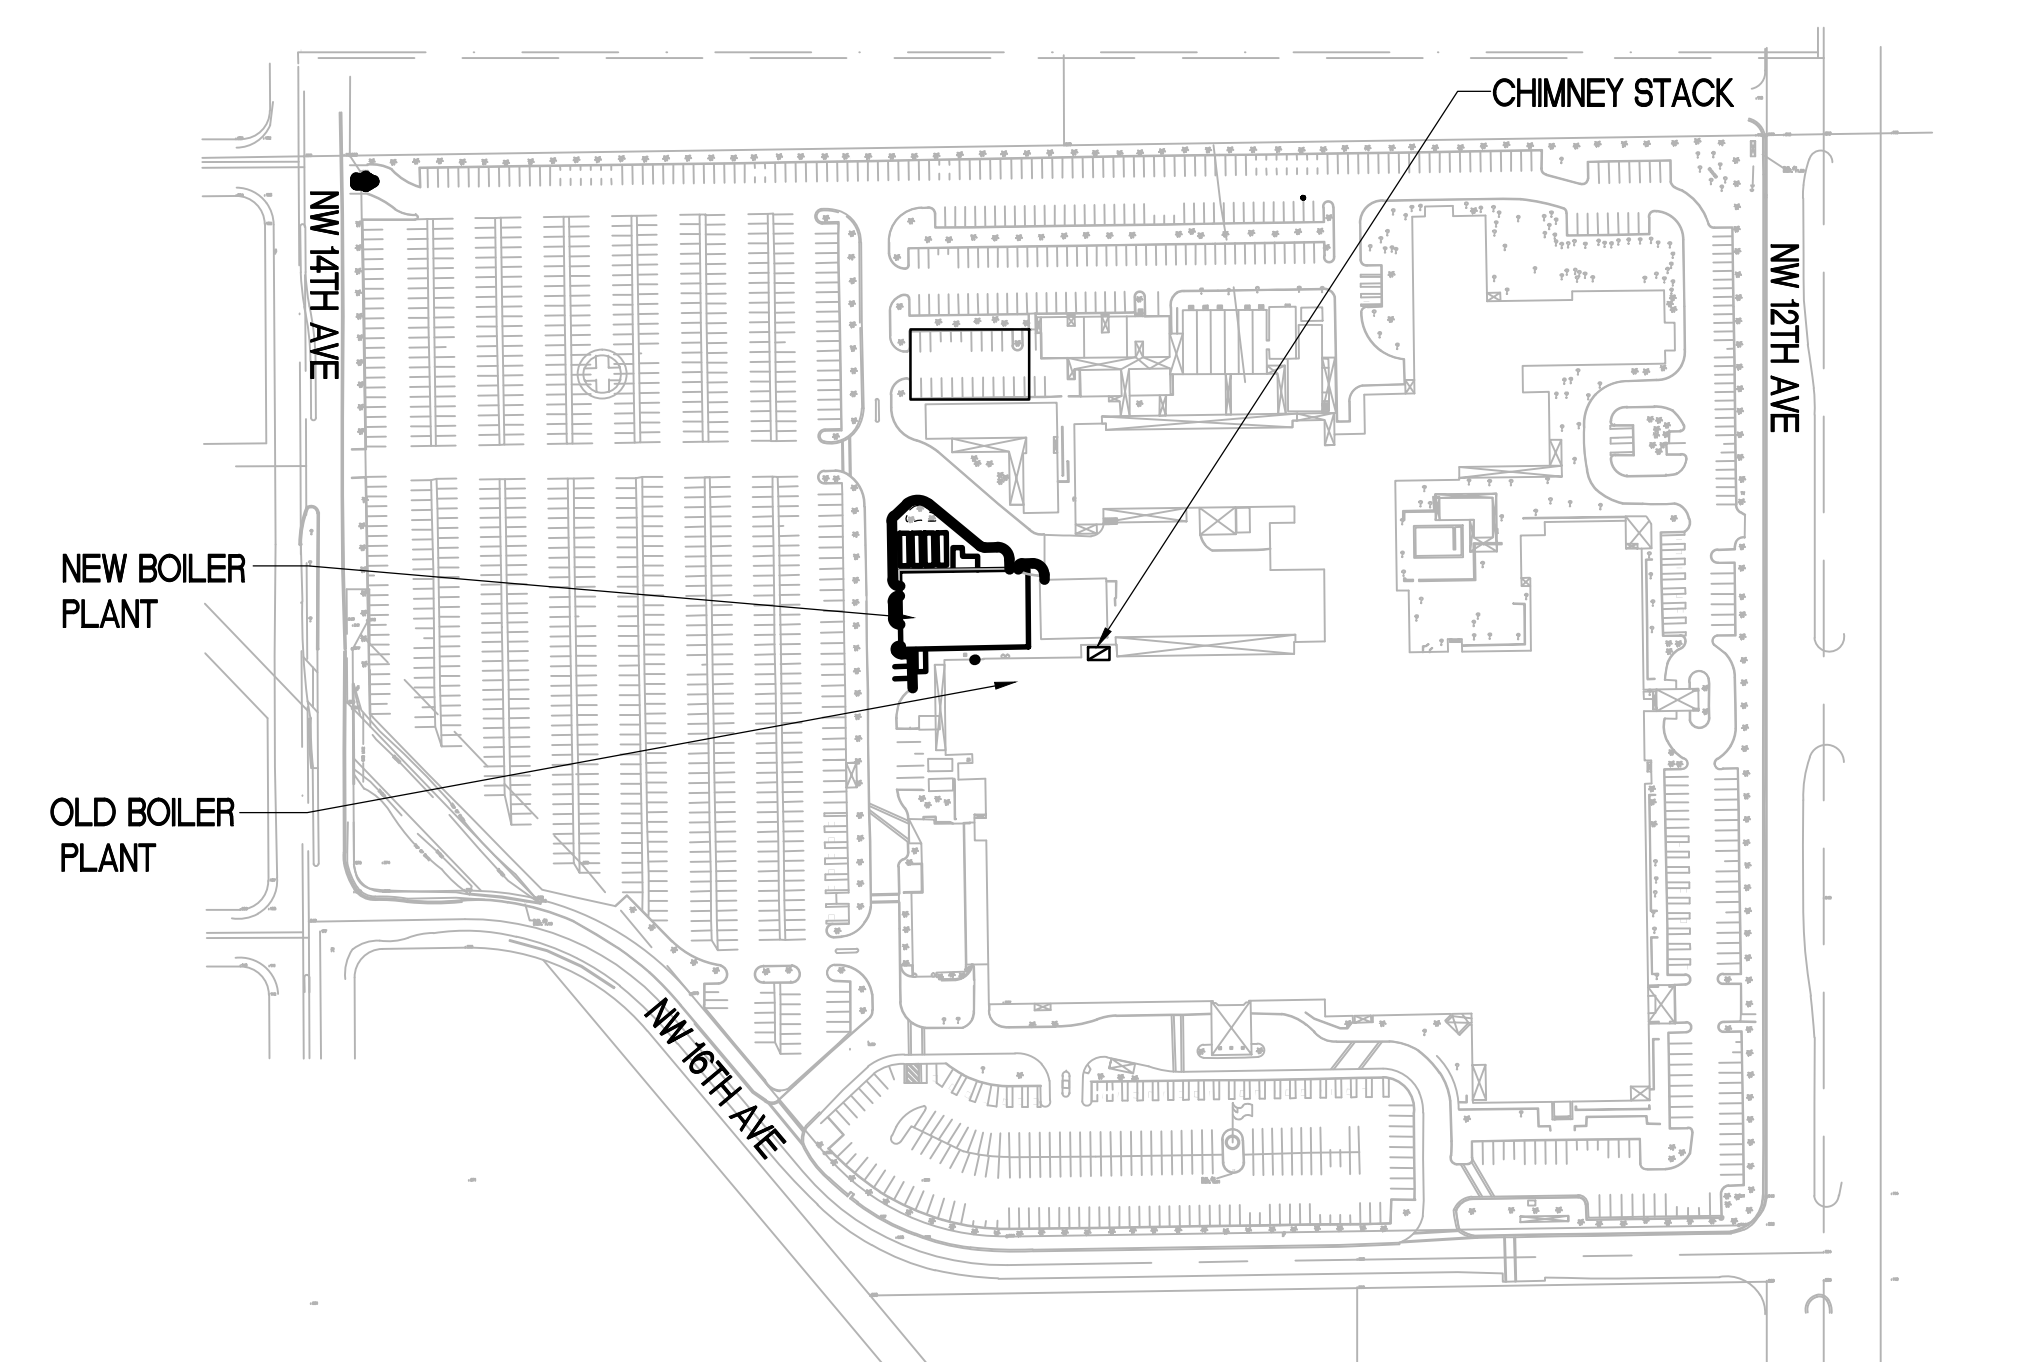 CHIMNEY STACK
NW 14TH AVE
NW 12TH AVE
NEW BOILER
PLANT
OLD BOILER
PLANT
NW 16TH AVE